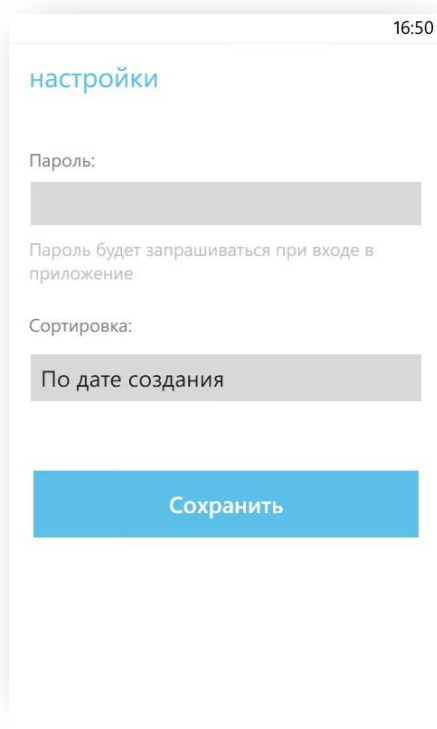 16:50
настройки
Пароль:
Пароль будет запрашиваться при входе в
приложение
Сортировка:
По дате создания
Сохранить